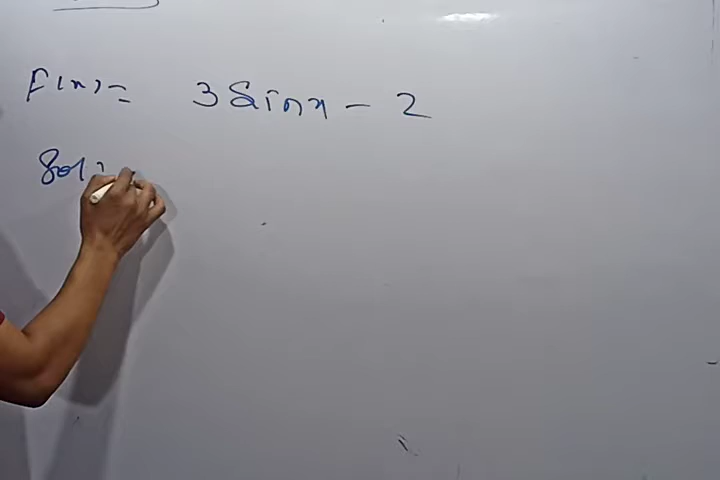 F(x) = 3 Sin x - 2
Sol: